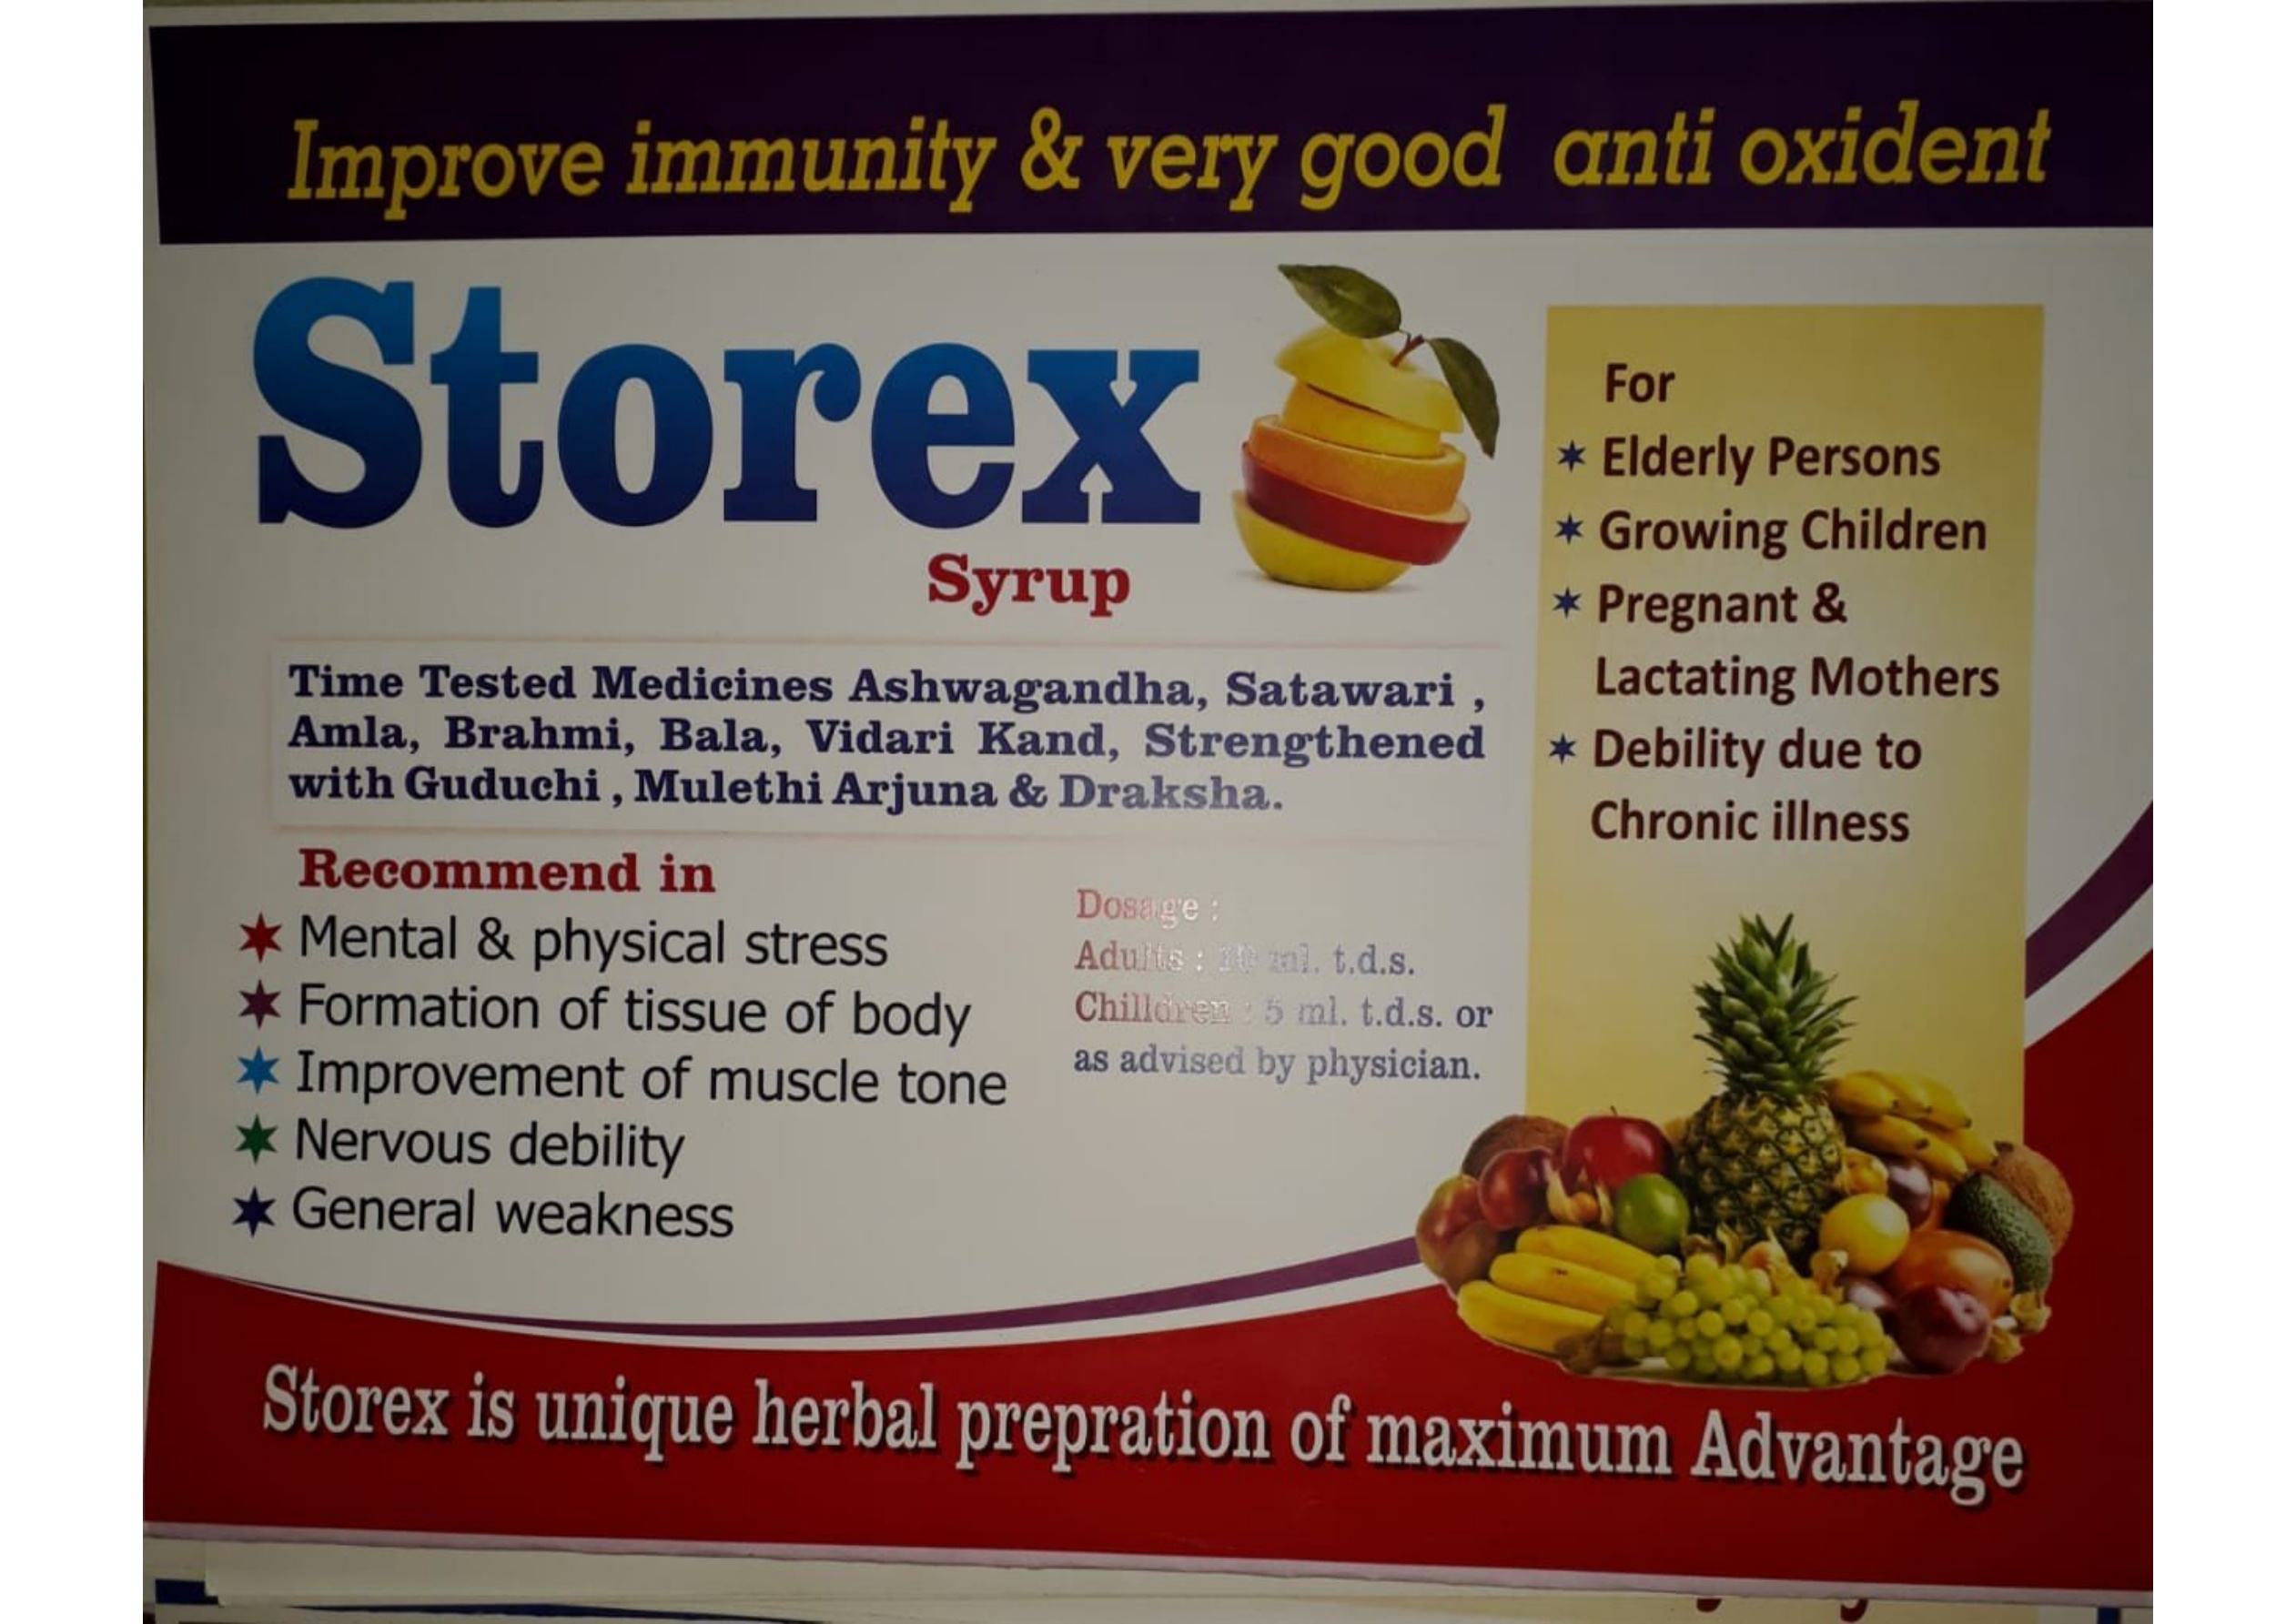 Improve immunity & very good anti oxident
Storex
Syrup
Time Tested Medicines Ashwagandha, Satawari ,
Amla, Brahmi, Bala, Vidari Kand, Strengthened
with Guduchi , Mulethi Arjuna & Draksha.
Recommend in
Mental & physical stress
Formation of tissue of body
Improvement of muscle tone
Nervous debility
General weakness
Dosage :
Adults : 10 ml. t.d.s.
Chilldren : 5 ml. t.d.s. or
as advised by physician.
For
Elderly Persons
Growing Children
Pregnant &
Lactating Mothers
Debility due to
Chronic illness
Storex is unique herbal prepration of maximum Advantage